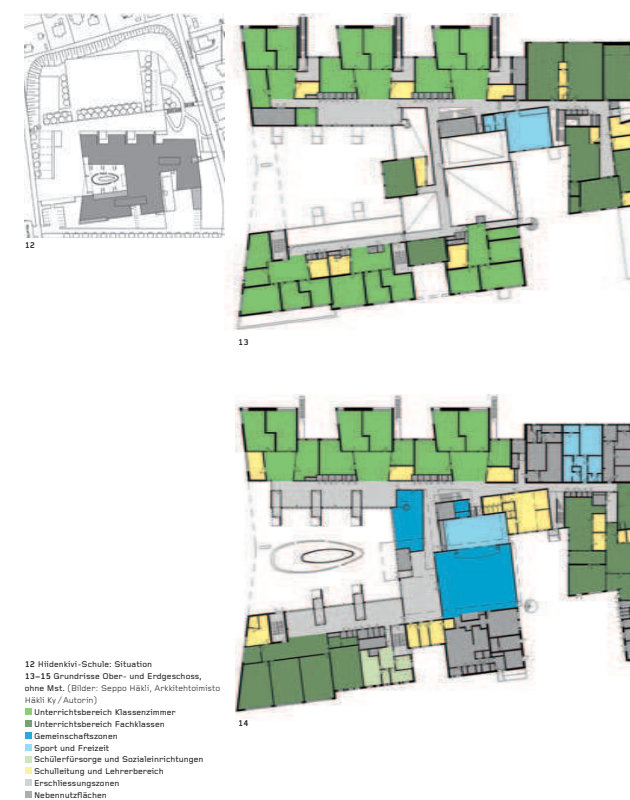 12
13
14
12 Hiidenkivi-Schule: Situation
13–15 Grundrisse Ober- und Erdgeschoss,
ohne Mst. (Bilder: Seppo Häkli, Arkkitehtoimisto
Häkli Ky / Autorin)
Unterrichtsbereich Klassenzimmer
Unterrichtsbereich Fachklassen
Gemeinschaftszonen
Sport und Freizeit
Schülerfürsorge und Sozialeinrichtungen
Schulleitung und Lehrerbereich
Erschliessungszonen
Nebennutzflächen